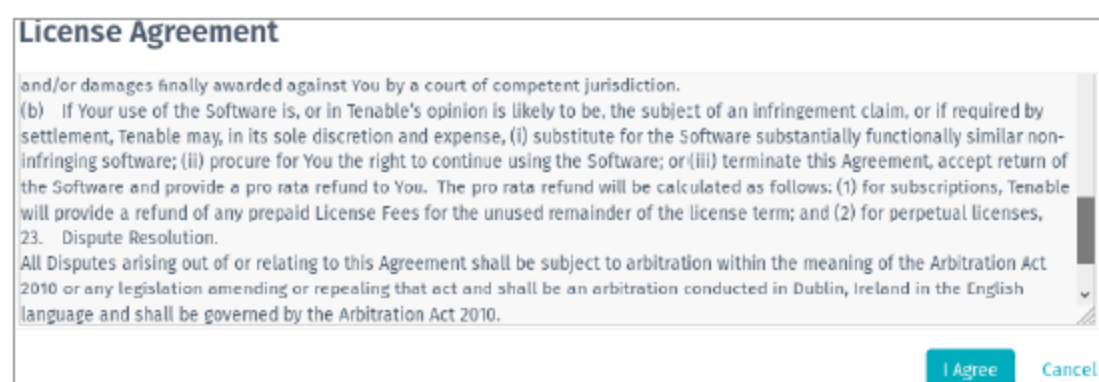 License Agreement
and/or damages finally awarded against You by a court of competent jurisdiction.
(b) If Your use of the Software is, or in Tenable's opinion is likely to be, the subject of an infringement claim, or if required by
settlement, Tenable may, in its sole discretion and expense, (i) substitute for the Software substantially functionally similar non-
infringing software; (ii) procure for You the right to continue using the Software; or (iii) terminate this Agreement, accept return of
the Software and provide a pro rata refund to You. The pro rata refund will be calculated as follows: (1) for subscriptions, Tenable
will provide a refund of any prepaid License Fees for the unused remainder of the license term; and (2) for perpetual licenses,
23. Dispute Resolution.
All Disputes arising out of or relating to this Agreement shall be subject to arbitration within the meaning of the Arbitration Act
2010 or any legislation amending or repealing that act and shall be an arbitration conducted in Dublin, Ireland in the English
language and shall be governed by the Arbitration Act 2010.
I Agree Cancel